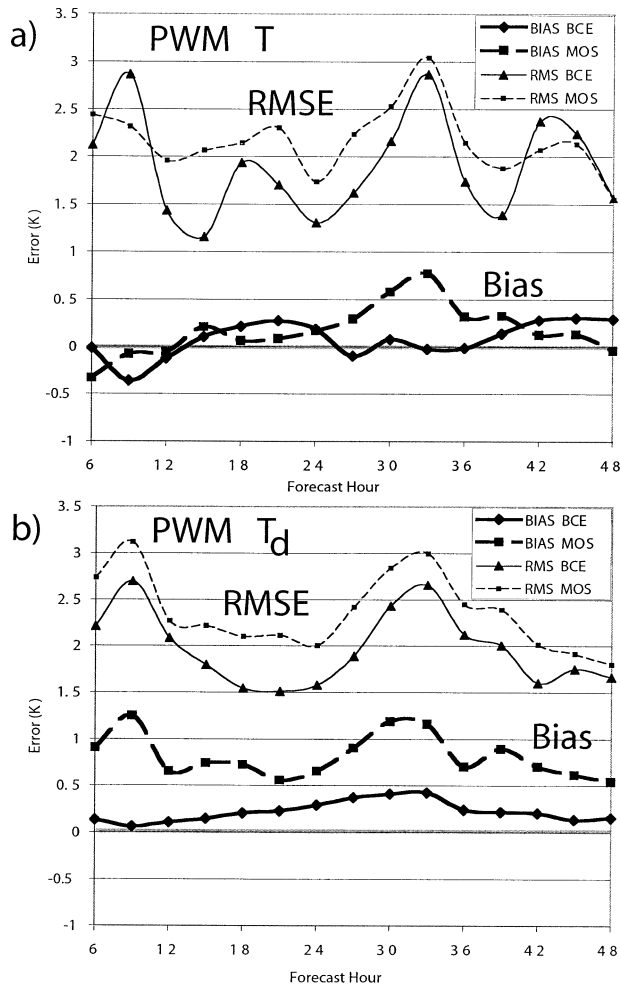 a)
PWM T
BIAS BCE
BIAS MOS
RMS BCE
RMS MOS
RMSE
Bias
Error (K)
3.5
3
2.5
2
1.5
1
0.5
0
-0.5
-1
6 12 18 24 30 36 42 48
Forecast Hour
b)
PWM Td
BIAS BCE
BIAS MOS
RMS BCE
RMS MOS
RMSE
Bias
Error (K)
3.5
3
2.5
2
1.5
1
0.5
0
-0.5
-1
6 12 18 24 30 36 42 48
Forecast Hour